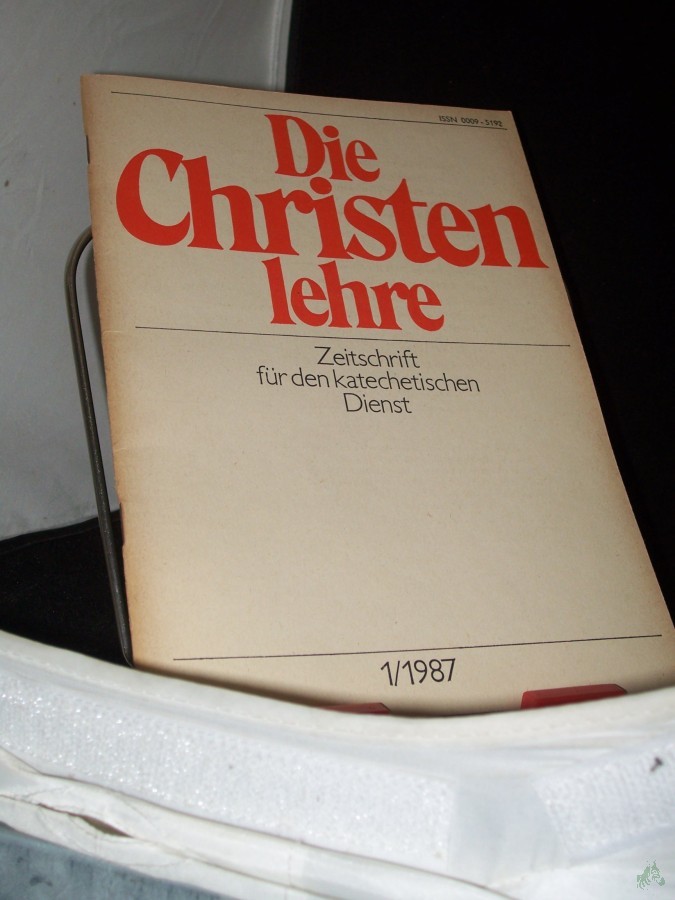 ISSN 0009-5192
Die
Christen
lehre
Zeitschrift
für den katechetischen
Dienst
1/1987